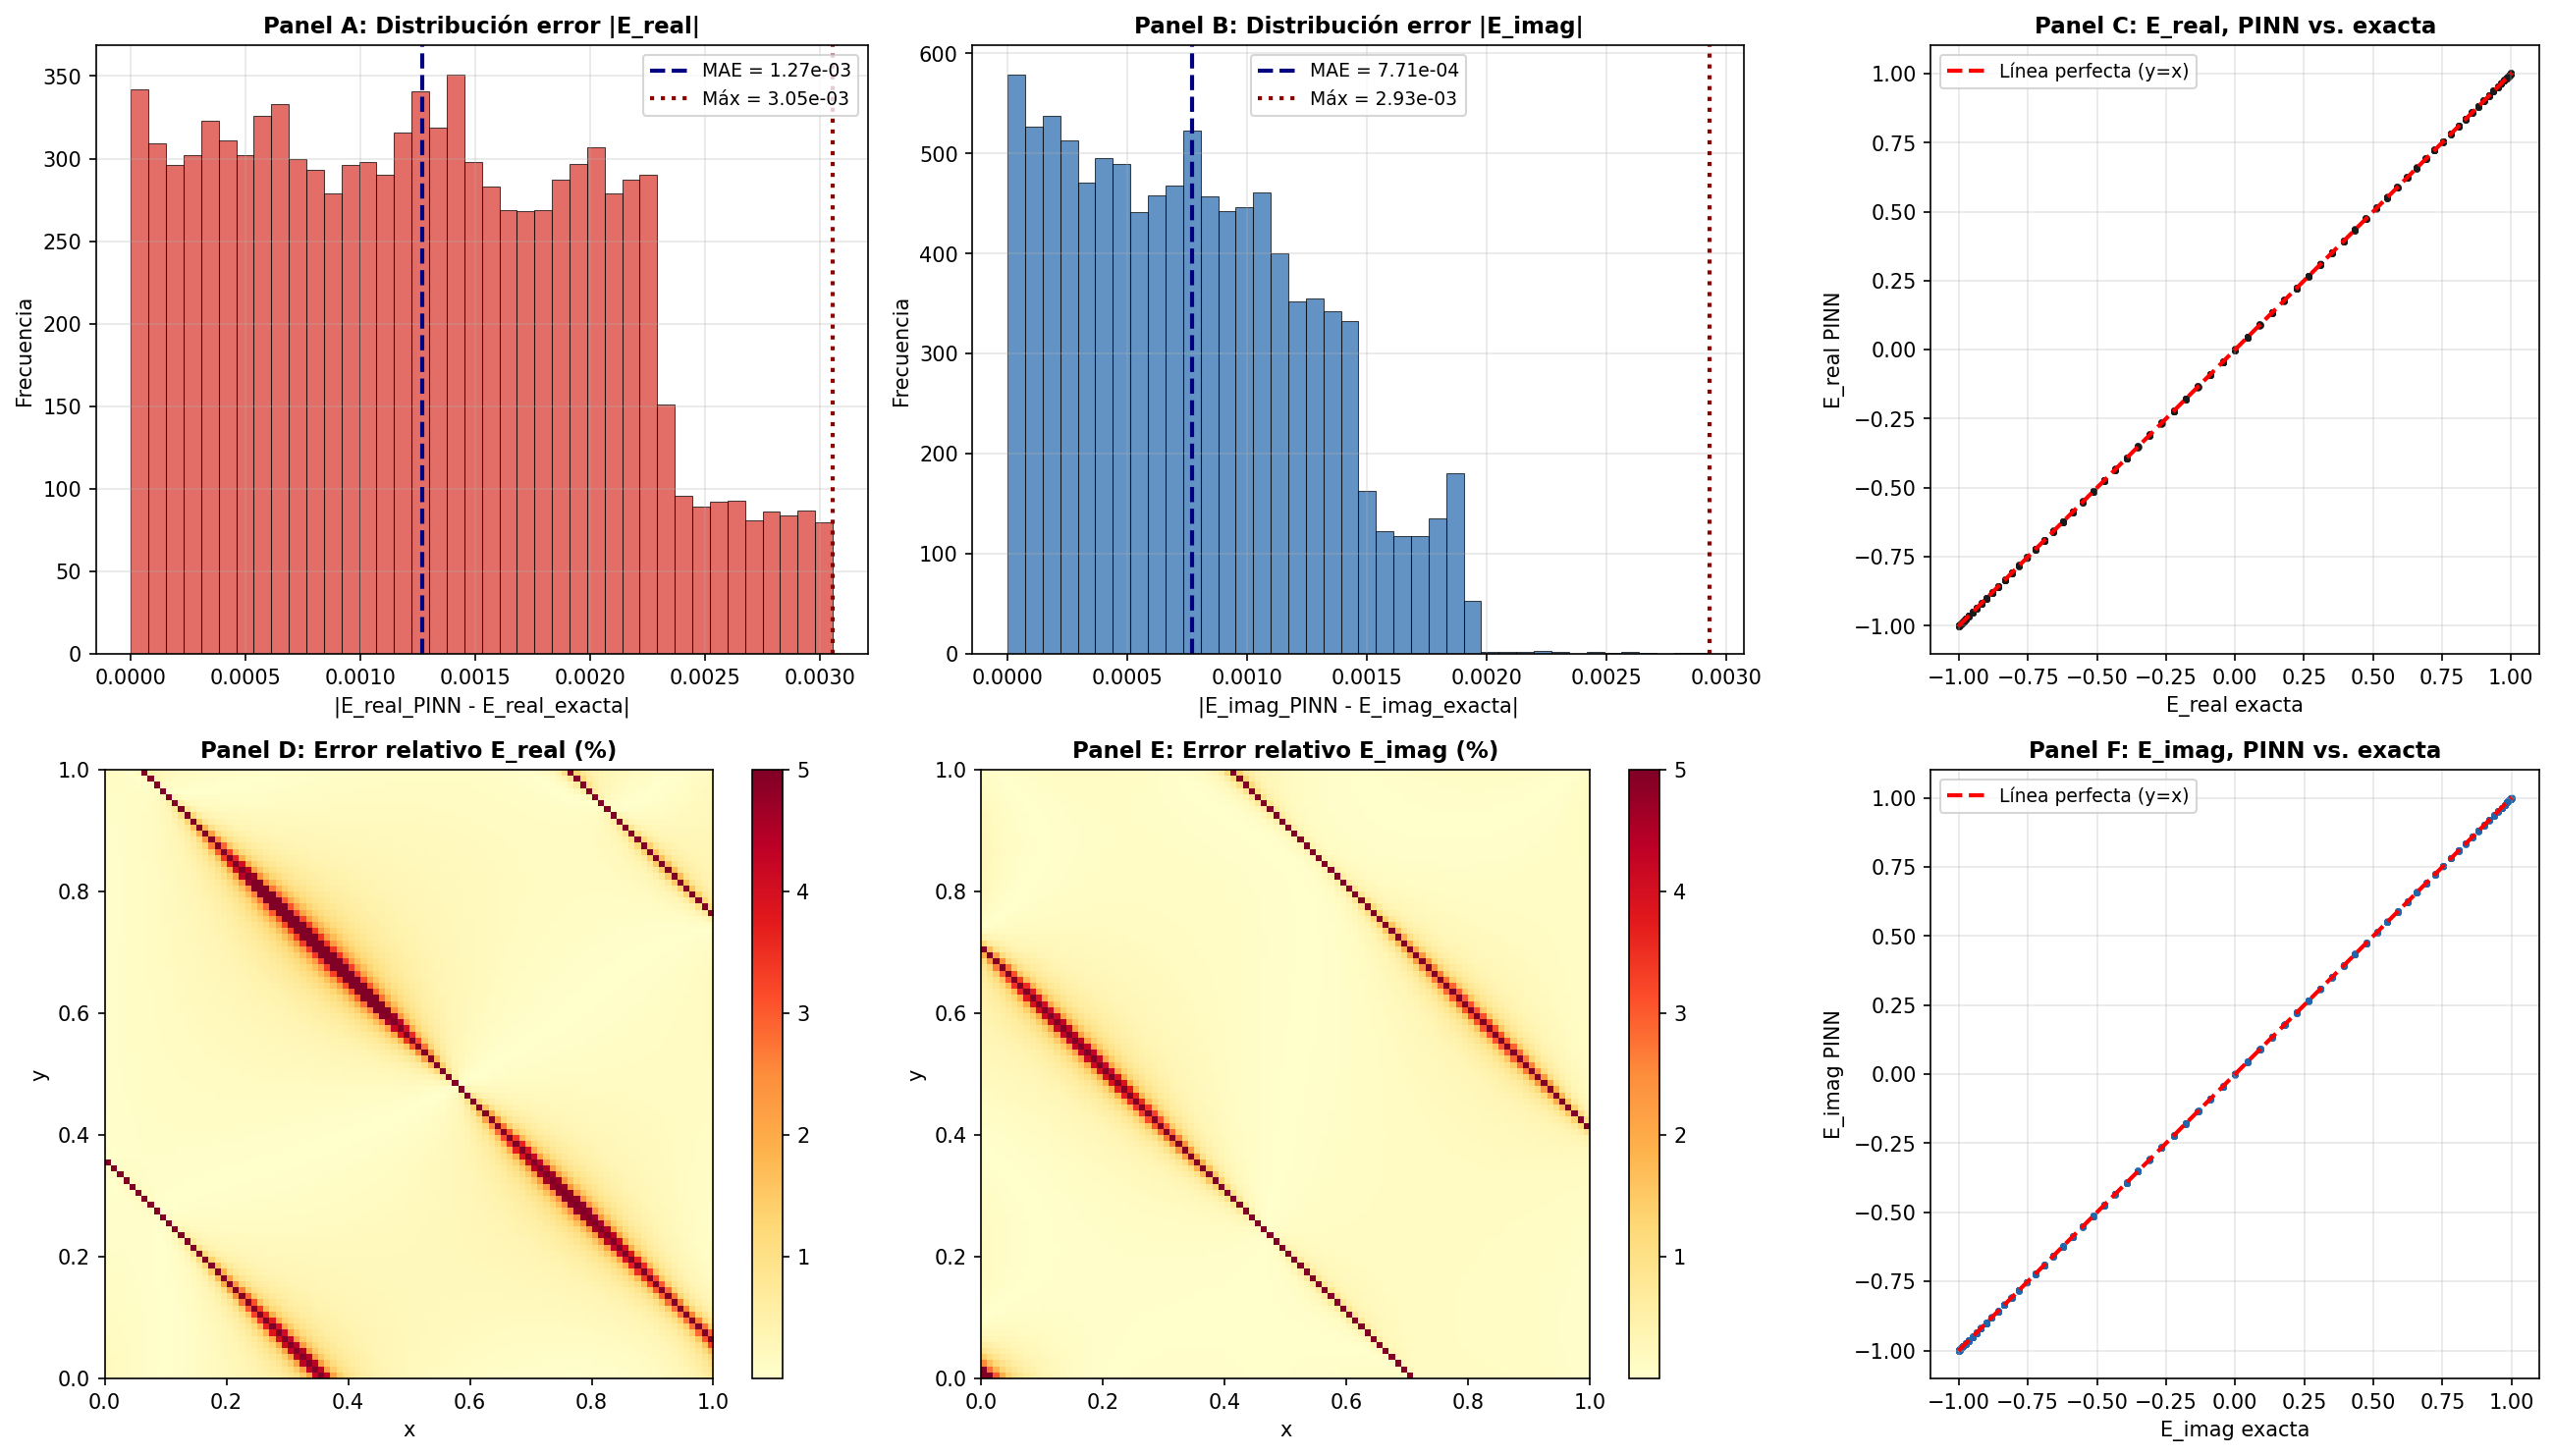 Panel A: Distribución error |E_real|
MAE = 1.27e-03
Máx = 3.05e-03
350
300
250
200
150
100
50
0
Frecuencia
0.0000 0.0005 0.0010 0.0015 0.0020 0.0025 0.0030
|E_real_PINN - E_real_exacta|
Panel B: Distribución error |E_imag|
MAE = 7.71e-04
Máx = 2.93e-03
600
500
400
300
200
100
0
Frecuencia
0.0000 0.0005 0.0010 0.0015 0.0020 0.0025 0.0030
|E_imag_PINN - E_imag_exacta|
Panel C: E_real, PINN vs. exacta
Línea perfecta (y=x)
1.00
0.75
0.50
0.25
0.00
−0.25
−0.50
−0.75
−1.00
E_real PINN
−1.00 −0.75 −0.50 −0.25 0.00 0.25 0.50 0.75 1.00
E_real exacta
Panel D: Error relativo E_real (%)
1.0
0.8
0.6
0.4
0.2
0.0
y
0.0 0.2 0.4 0.6 0.8 1.0
x
5
4
3
2
1
Panel E: Error relativo E_imag (%)
1.0
0.8
0.6
0.4
0.2
0.0
y
0.0 0.2 0.4 0.6 0.8 1.0
x
5
4
3
2
1
Panel F: E_imag, PINN vs. exacta
Línea perfecta (y=x)
1.00
0.75
0.50
0.25
0.00
−0.25
−0.50
−0.75
−1.00
E_imag PINN
−1.00 −0.75 −0.50 −0.25 0.00 0.25 0.50 0.75 1.00
E_imag exacta